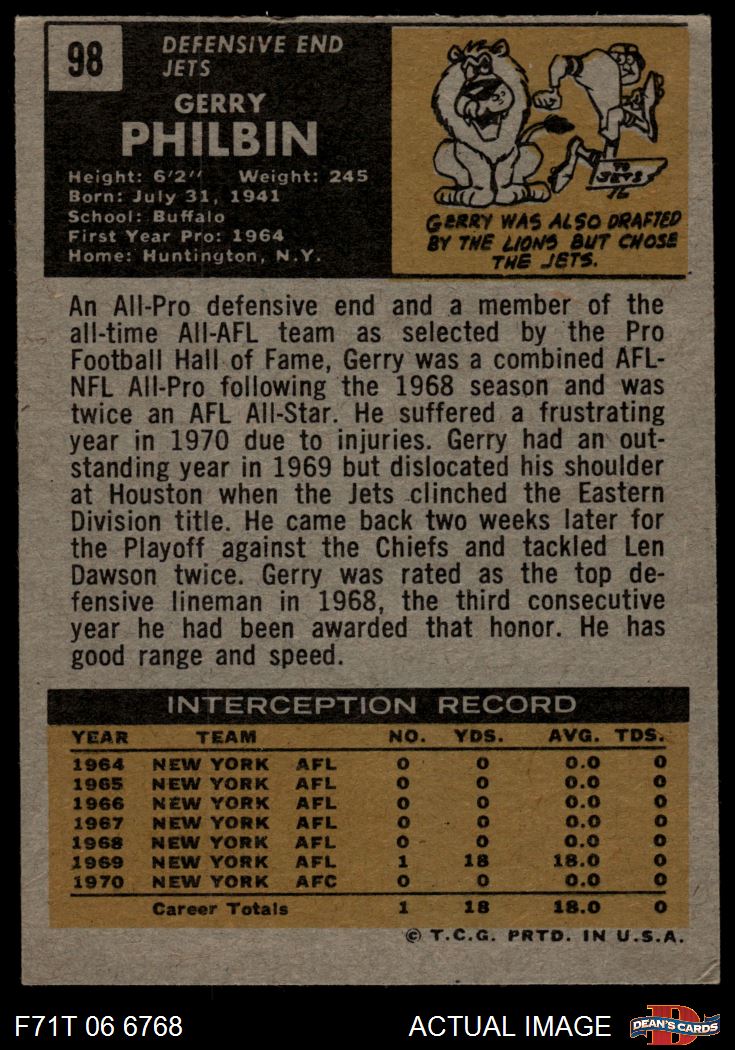 98
DEFENSIVE END
JETS
GERRY
PHILBIN
Height: 6'2" Weight: 245
Born: July 31, 1941
School: Buffalo
First Year Pro: 1964
Home: Huntington, N.Y.
TO
JETS
GERRY WAS ALSO DRAFTED
BY THE LIONS BUT CHOSE
THE JETS.
An All-Pro defensive end and a member of the
all-time All-AFL team as selected by the Pro
Football Hall of Fame, Gerry was a combined AFL-
NFL All-Pro following the 1968 season and was
twice an AFL All-Star. He suffered a frustrating
year in 1970 due to injuries. Gerry had an out-
standing year in 1969 but dislocated his shoulder
at Houston when the Jets clinched the Eastern
Division title. He came back two weeks later for
the Playoff against the Chiefs and tackled Len
Dawson twice. Gerry was rated as the top de-
fensive lineman in 1968, the third consecutive
year he had been awarded that honor. He has
good range and speed.
INTERCEPTION RECORD
YEAR TEAM NO. YDS. AVG. TDS.
1964 NEW YORK AFL 0 0 0.0 0
1965 NEW YORK AFL 0 0 0.0 0
1966 NEW YORK AFL 0 0 0.0 0
1967 NEW YORK AFL 0 0 0.0 0
1968 NEW YORK AFL 0 0 0.0 0
1969 NEW YORK AFL 1 18 18.0 0
1970 NEW YORK AFC 0 0 0.0 0
Career Totals 1 18 18.0 0
© T.C.G. PRTD. IN U.S.A.
F71T 06 6768 ACTUAL IMAGE
D
DEAN'S CARDS